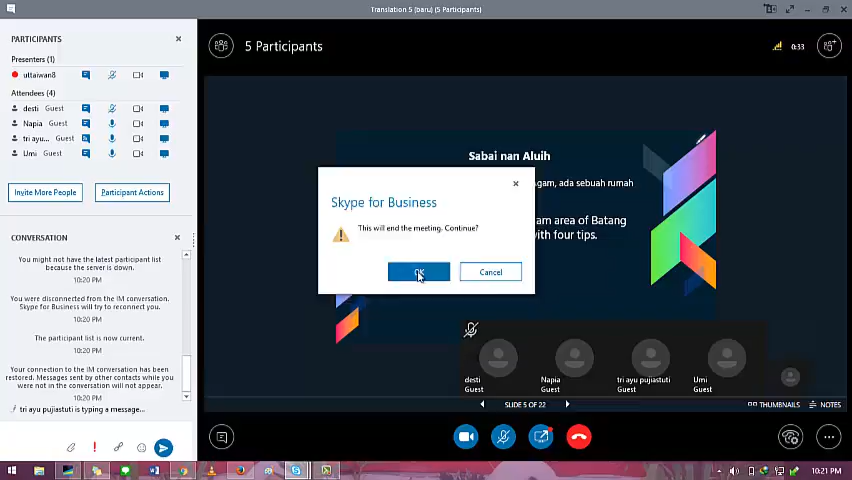 Translation 5 (baru) (5 Participants)
PARTICIPANTS
Presenters (1)
uttaiwan8
Attendees (4)
desti Guest
Napia Guest
tri ayu... Guest
Umi Guest
Invite More People
Participant Actions
CONVERSATION
You might not have the latest participant list
because the server is down.
10:20 PM
You were disconnected from the IM conversation.
Skype for Business will try to reconnect you.
10:20 PM
The participant list is now current.
10:20 PM
Your connection to the IM conversation has been
restored. Messages sent by other contacts while you
were not in the conversation will not appear.
10:20 PM
tri ayu pujiastuti is typing a message...
5 Participants
0:33
Sabai nan Aluih
Agam, ada sebuah rumah
am area of Batang
with four tips.
Skype for Business
This will end the meeting. Continue?
OK
Cancel
desti
Guest
Napia
Guest
tri ayu pujiastuti
Guest
Umi
Guest
SLIDE 5 OF 22
THUMBNAILS
NOTES
10:21 PM